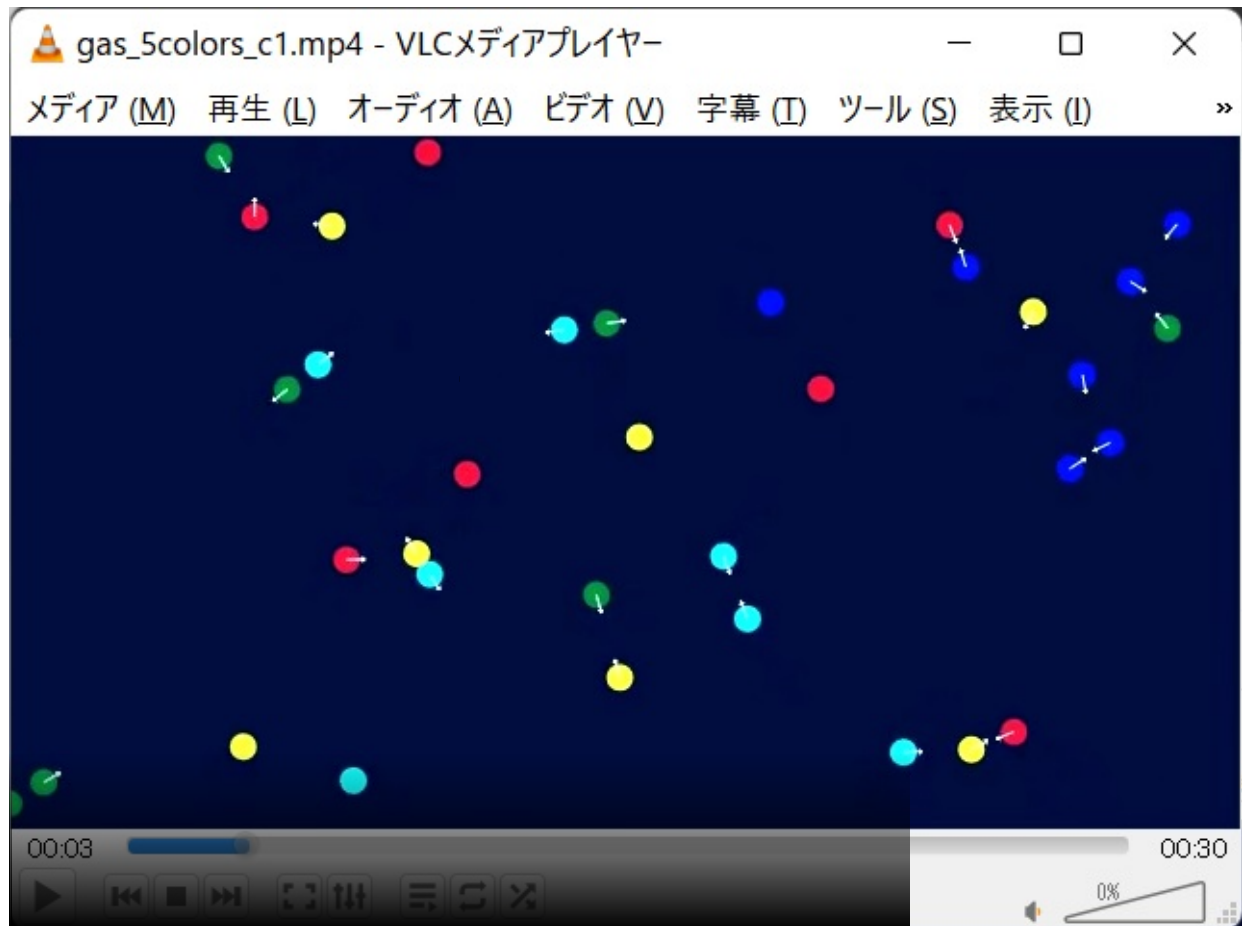 gas_5colors_c1.mp4 - VLCメディアプレイヤー
メディア (M) 再生 (L) オーディオ (A) ビデオ (V) 字幕 (T) ツール (S) 表示 (I) »
00:03 00:30
0%